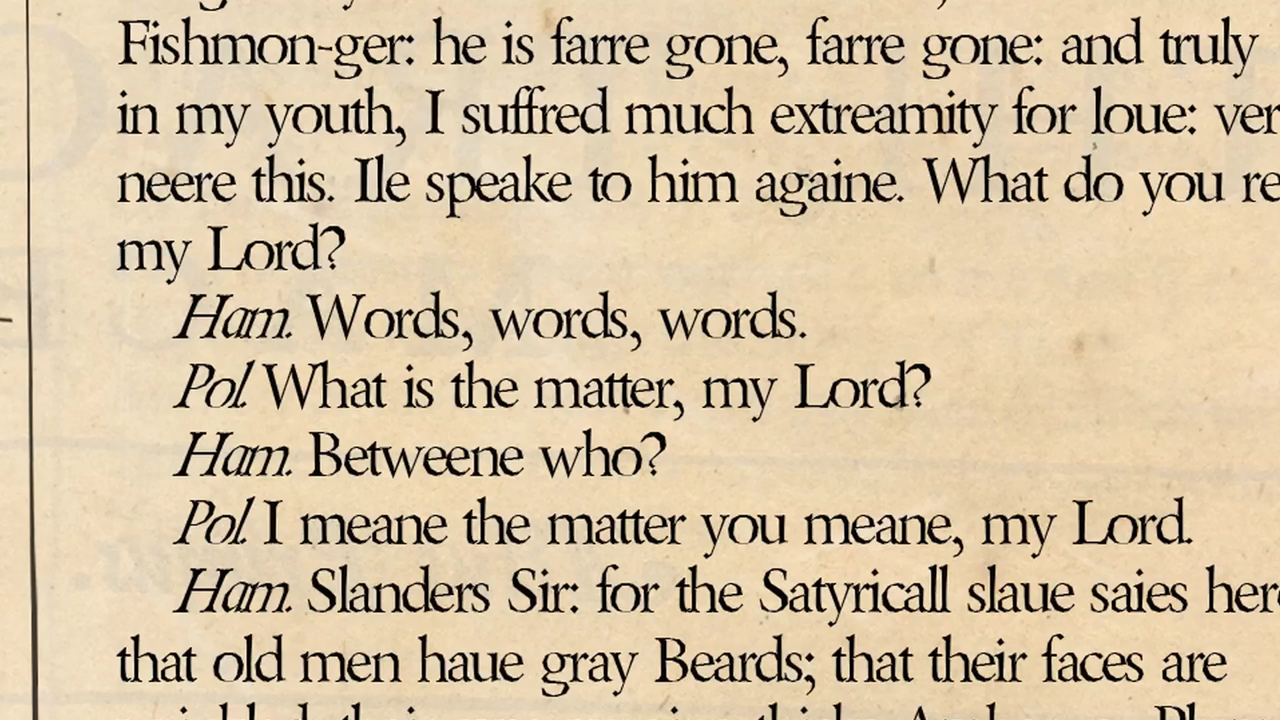 Fishmon-ger: he is farre gone, farre gone: and truly
in my youth, I suffred much extreamity for loue:
neere this. Ile speake to him againe. What do you
my Lord?
Ham. Words, words, words.
Pol. What is the matter, my Lord?
Ham. Betweene who?
Pol. I meane the matter you meane, my Lord.
Ham. Slanders Sir: for the Satyricall slaue saies
that old men haue gray Beards; that their faces are